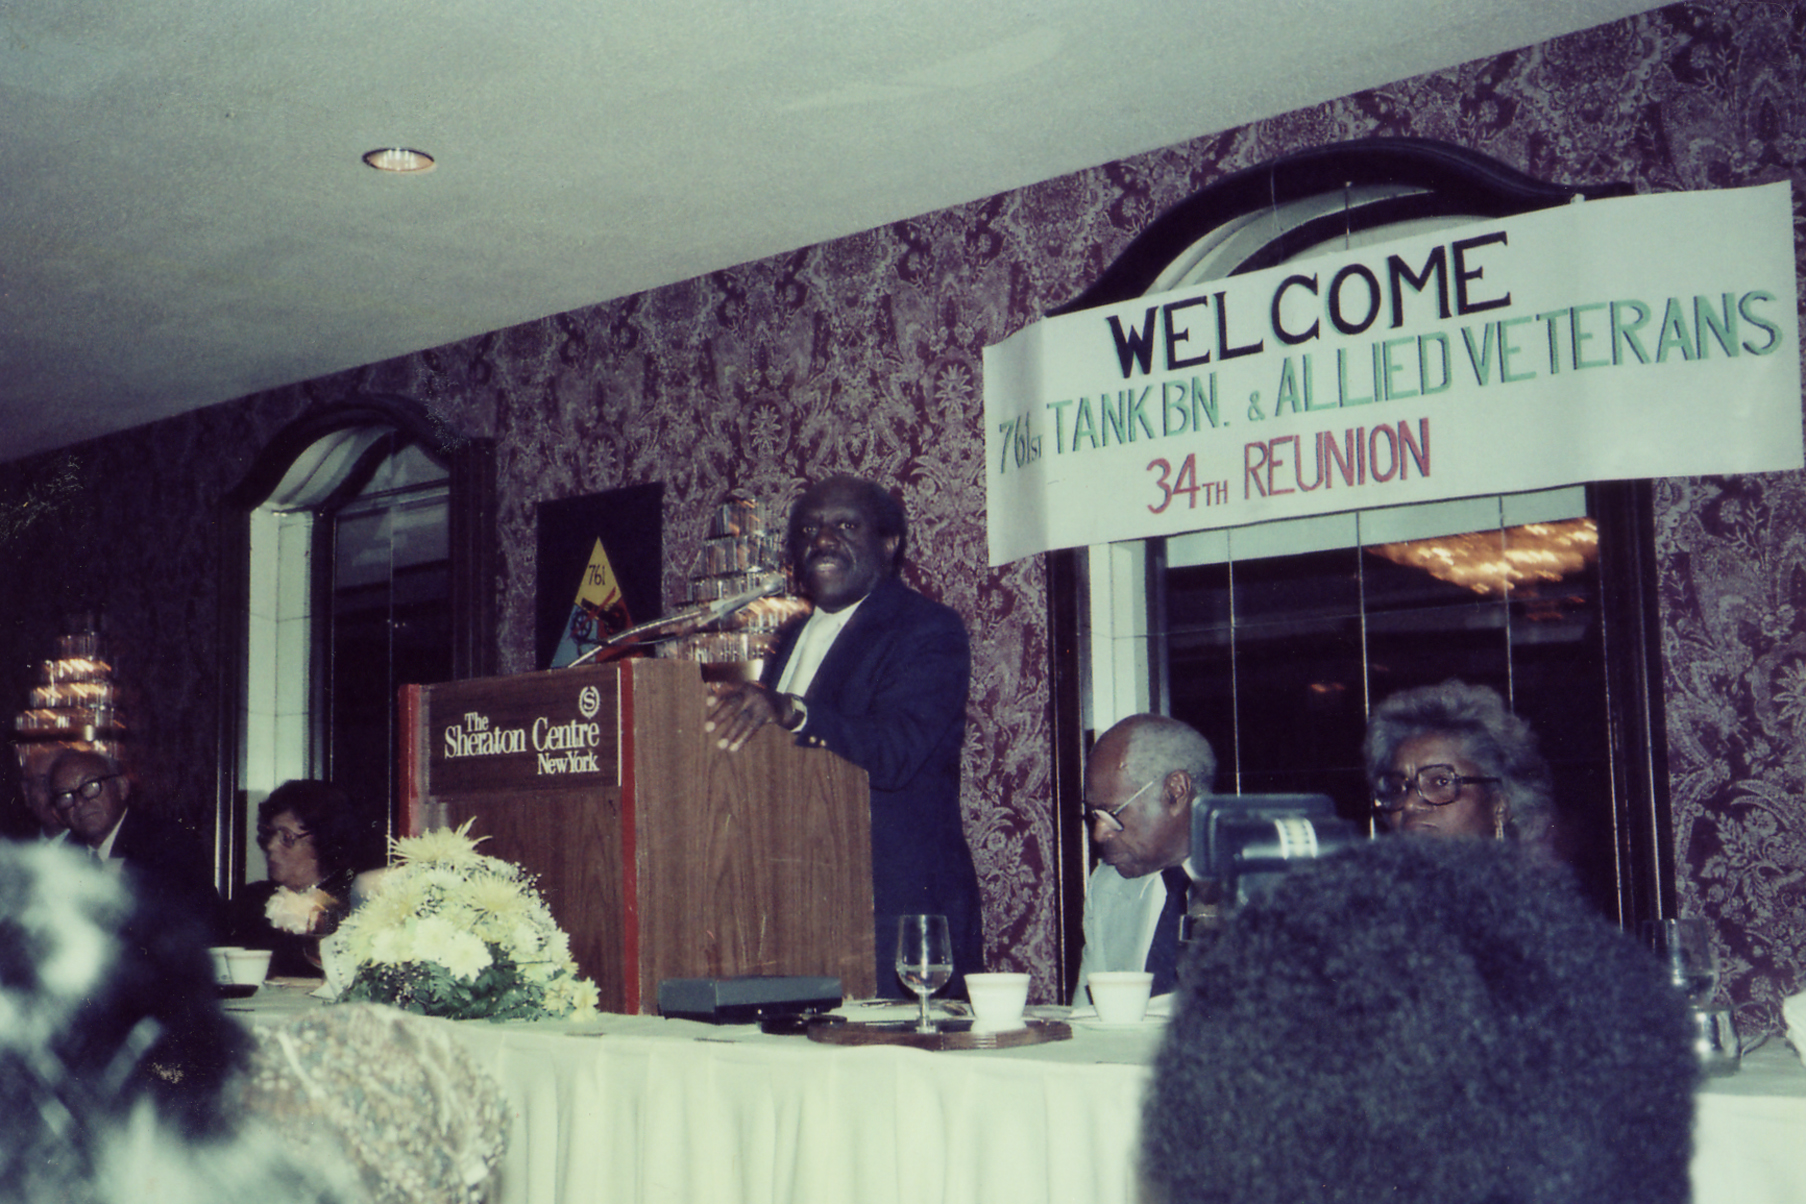 WELCOME
761ST TANK BN. & ALLIED VETERANS
34TH REUNION
761
S
The
Sheraton Centre
New York